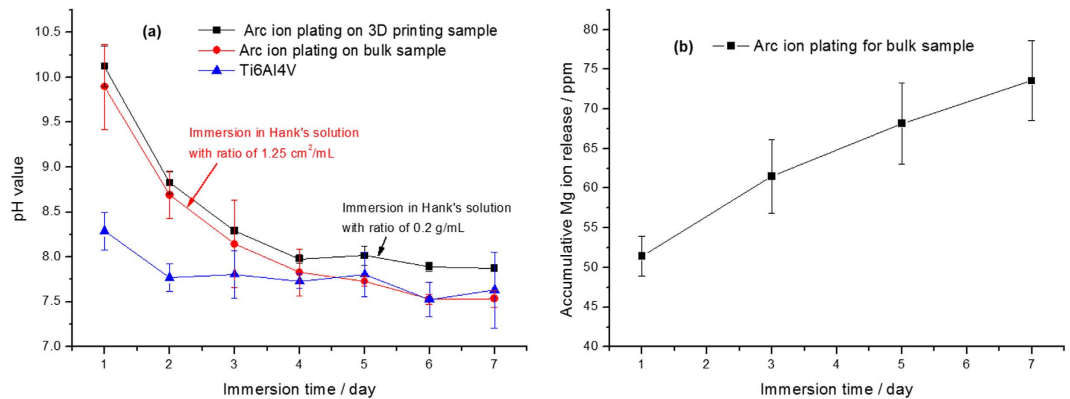 (a)
Arc ion plating on 3D printing sample
Arc ion plating on bulk sample
Ti6Al4V
Immersion in Hank's solution
with ratio of 1.25 cm²/mL
Immersion in Hank's solution
with ratio of 0.2 g/mL
pH value
10.5
10.0
9.5
9.0
8.5
8.0
7.5
7.0
1 2 3 4 5 6 7
Immersion time / day
(b)
Arc ion plating for bulk sample
Accumulative Mg ion release / ppm
80
75
70
65
60
55
50
45
40
1 2 3 4 5 6 7
Immersion time / day